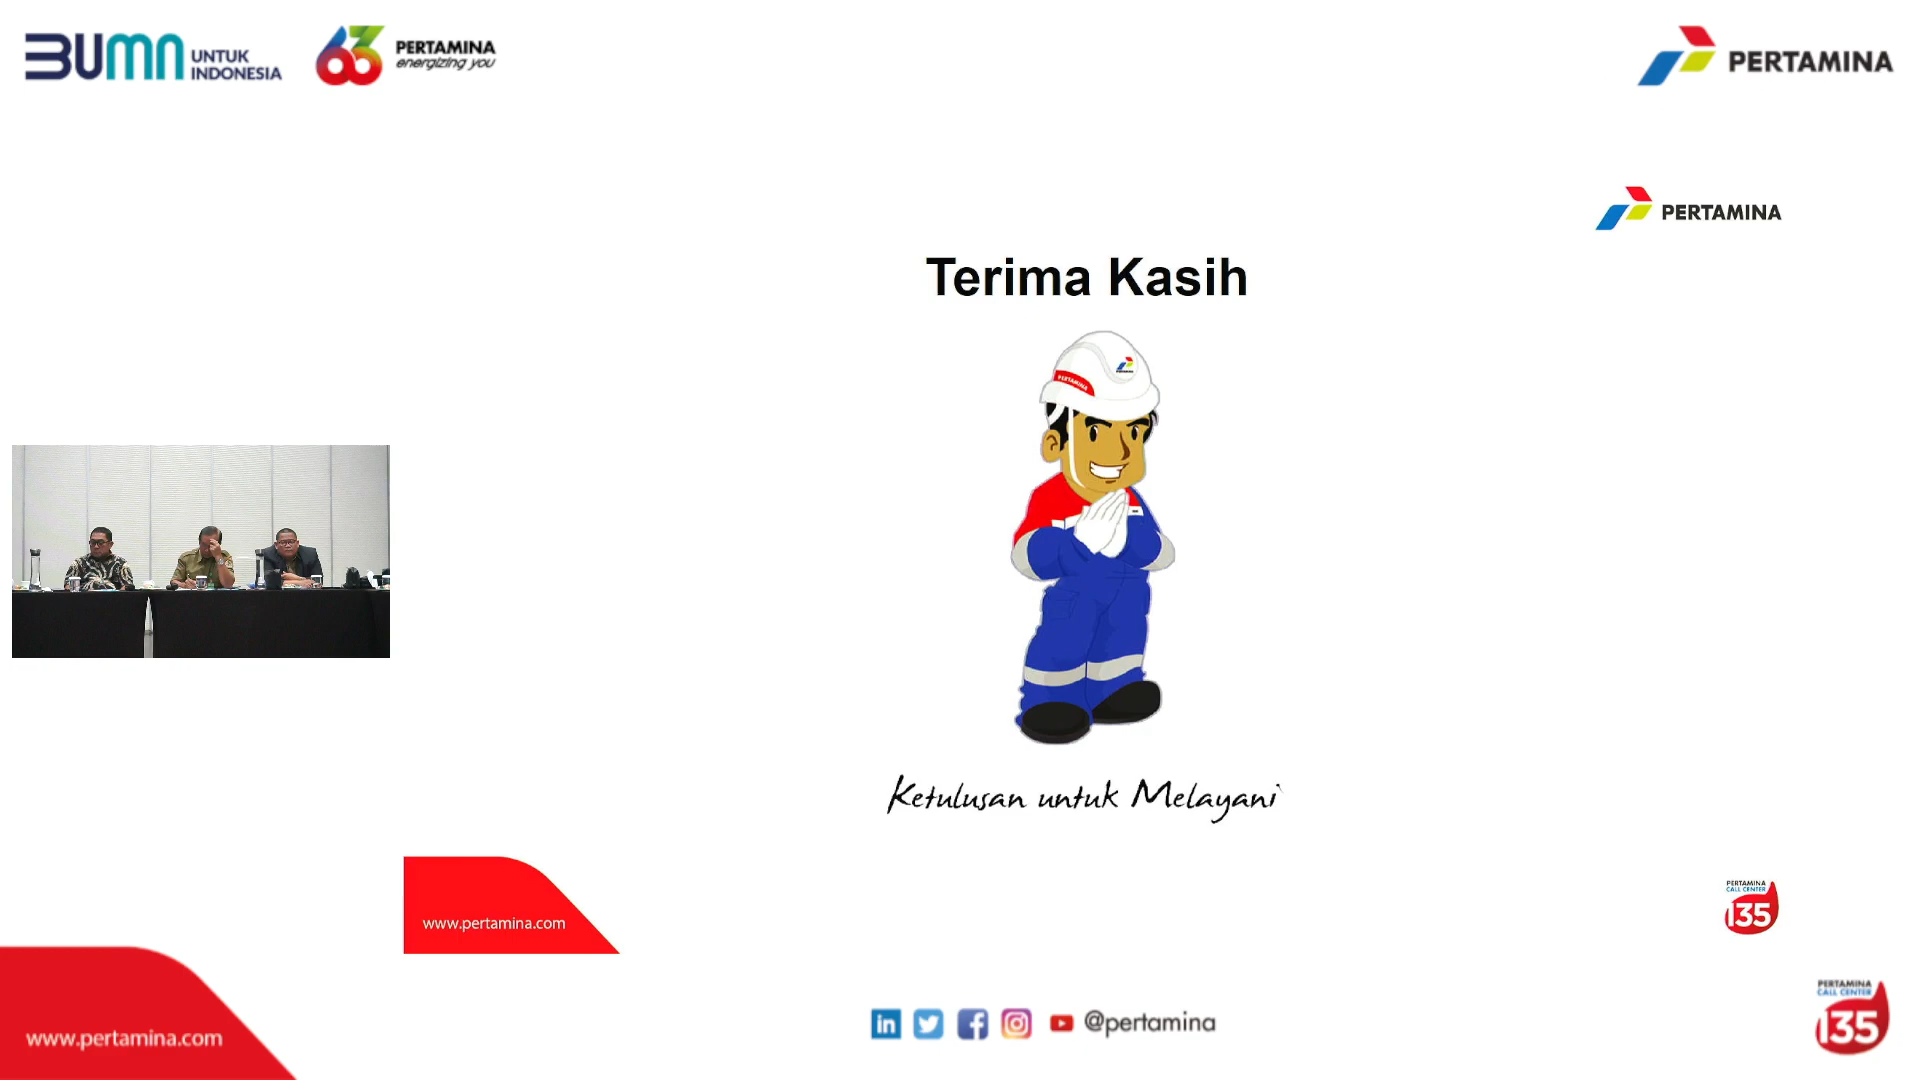 BUMN UNTUK INDONESIA
63 PERTAMINA energizing you
PERTAMINA
PERTAMINA
Terima Kasih
PERTAMINA
Ketulusan untuk Melayani
www.pertamina.com
PERTAMINA
CALL CENTER
135
www.pertamina.com
@pertamina
PERTAMINA
CALL CENTER
135